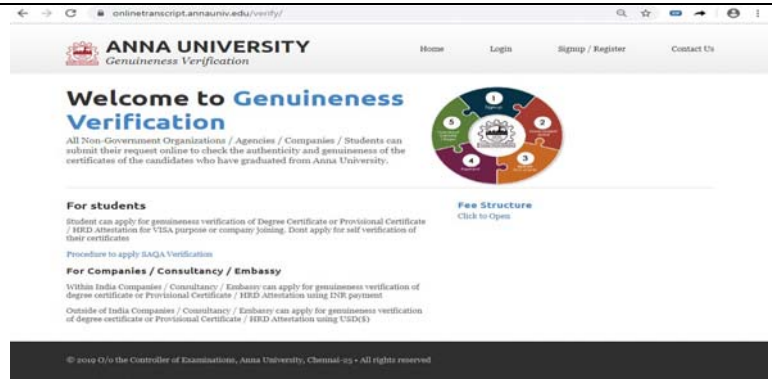 onlinetranscript.annauniv.edu/verify/
ANNA UNIVERSITY
Genuineness Verification
Home
Login
Signup / Register
Contact Us
Welcome to Genuineness
Verification
All Non-Government Organizations / Agencies / Companies / Students can
submit their request online to check the authenticity and genuineness of the
certificates of the candidates who have graduated from Anna University.
1
2
3
4
5
For students
Student can apply for genuineness verification of Degree Certificate or Provisional Certificate
/ HRD Attestation for VISA purpose or company joining. Dont apply for self verification of
their certificates
Procedure to apply SAQA Verification
For Companies / Consultancy / Embassy
Within India Companies / Consultancy / Embassy can apply for genuineness verification of
degree certificate or Provisional Certificate / HRD Attestation using INR payment
Outside of India Companies / Consultancy / Embassy can apply for genuineness verification
of degree certificate or Provisional Certificate / HRD Attestation using USD($)
Fee Structure
Click to Open
© 2019 O/o the Controller of Examinations, Anna University, Chennai-25 • All rights reserved